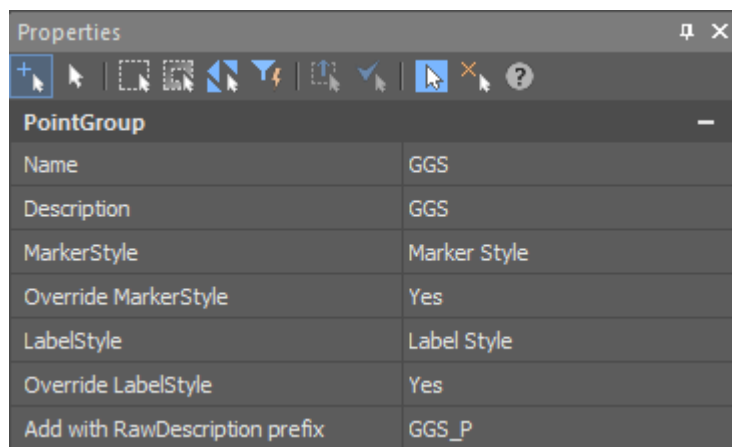 Properties
PointGroup
Name GGS
Description GGS
MarkerStyle Marker Style
Override MarkerStyle Yes
LabelStyle Label Style
Override LabelStyle Yes
Add with RawDescription prefix GGS_P